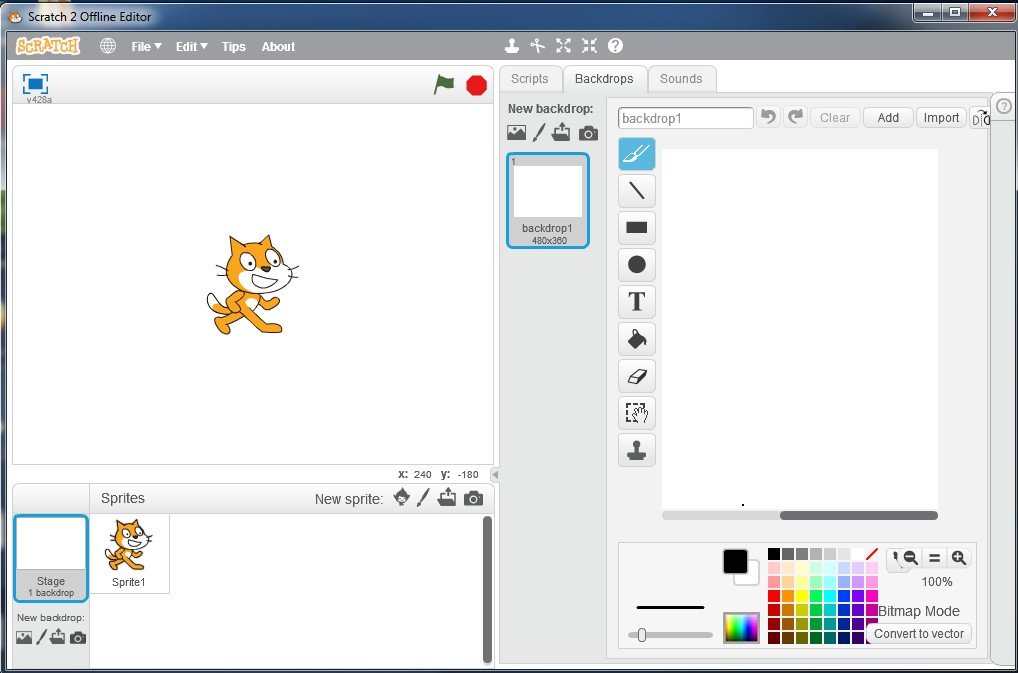 Scratch 2 Offline Editor
SCRATCH File Edit Tips About
v428a
Scripts Backdrops Sounds
New backdrop:
backdrop1 Clear Add Import
1
backdrop1
480x360
T
x: 240 y: -180
Sprites New sprite:
Stage
1 backdrop
Sprite1
New backdrop:
100%
Bitmap Mode
Convert to vector